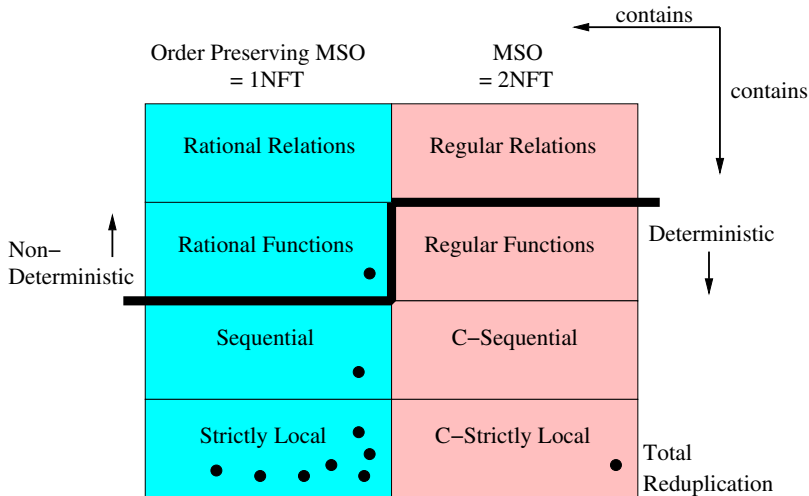 contains
Order Preserving MSO
= 1NFT
MSO
= 2NFT
contains
Rational Relations
Regular Relations
Non−
Deterministic
Rational Functions
Regular Functions
Deterministic
Sequential
C−Sequential
Strictly Local
C−Strictly Local
Total
Reduplication